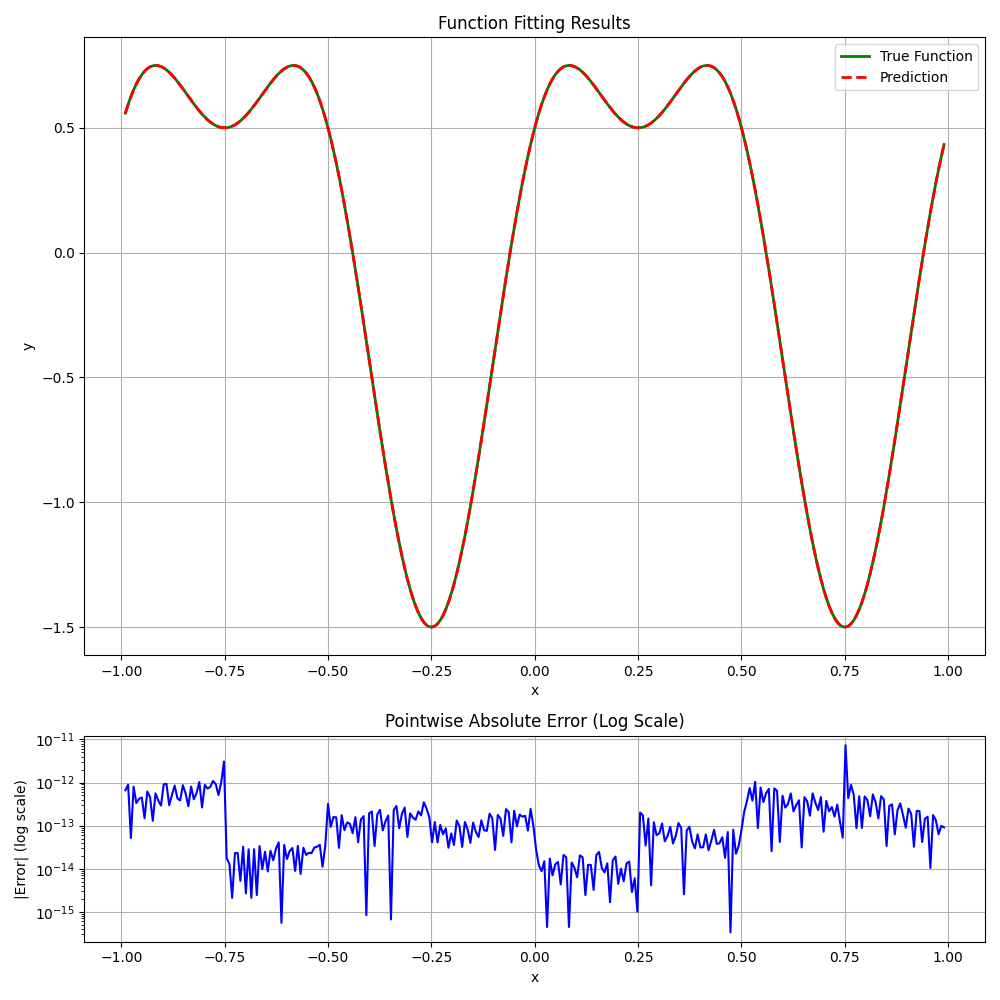 Function Fitting Results
True Function
Prediction
y
0.5
0.0
−0.5
−1.0
−1.5
−1.00 −0.75 −0.50 −0.25 0.00 0.25 0.50 0.75 1.00
x
Pointwise Absolute Error (Log Scale)
|Error| (log scale)
10⁻¹¹
10⁻¹²
10⁻¹³
10⁻¹⁴
10⁻¹⁵
−1.00 −0.75 −0.50 −0.25 0.00 0.25 0.50 0.75 1.00
x